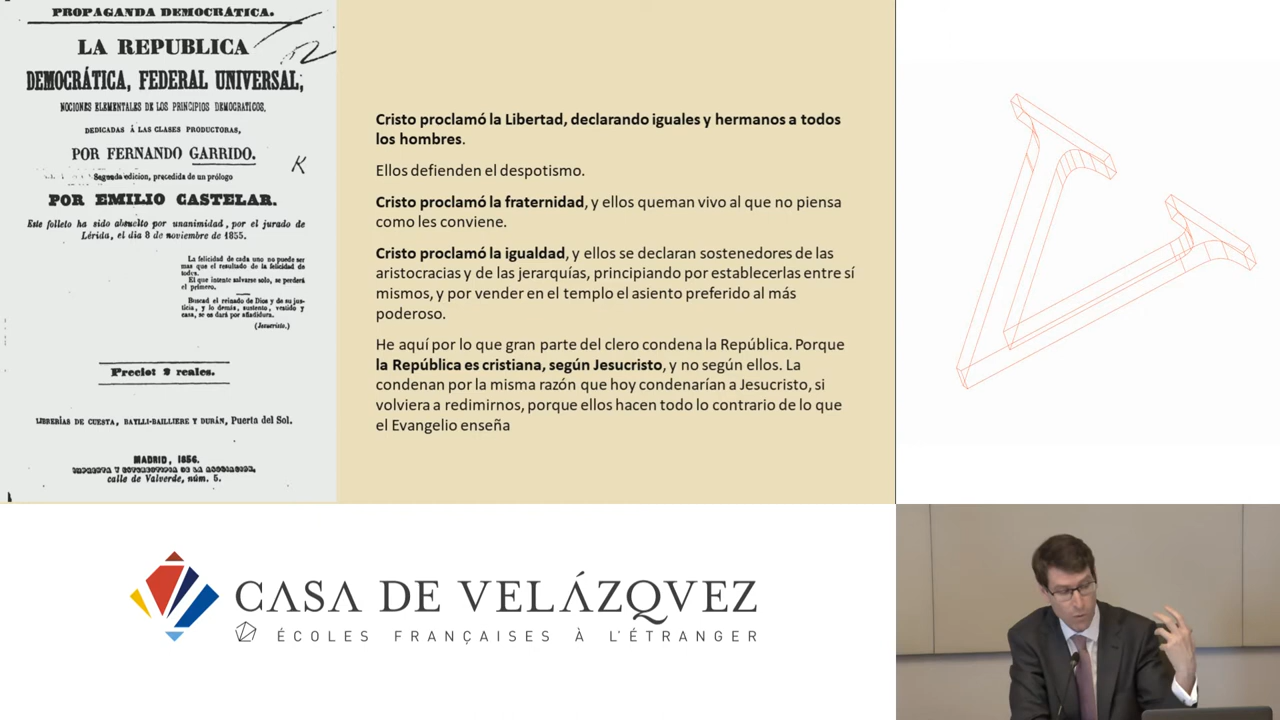 PROPAGANDA DEMOCRÁTICA.
LA REPUBLICA
DEMOCRÁTICA, FEDERAL UNIVERSAL,
NOCIONES ELEMENTALES DE LOS PRINCIPIOS DEMOCRATICOS,
DEDICADAS Á LAS CLASES PRODUCTORAS,
POR FERNANDO GARRIDO.
K
Segunda edicion, precedida de un prólogo
POR EMILIO CASTELAR.
Este folleto ha sido absuelto por unanimidad, por el jurado de
Lérida, el dia 8 de noviembre de 1855.
La felicidad de cada uno no puede ser
mas que el resultado de la felicidad de
todos.
El que intente salvarse solo, se perderá
el primero.
Buscad el reinado de Dios y de su jus-
ticia, y lo demás, sustento, vestido y
casa, se os dará por añadidura.
(Jesucristo.)
Precio: 2 reales.
LIBRERÍAS DE CUESTA, BAYLLI-BAILLIERE Y DURÁN, Puerta del Sol.
MADRID, 1856.
calle de Valverde, núm. 5.
Cristo proclamó la Libertad, declarando iguales y hermanos a todos
los hombres.
Ellos defienden el despotismo.
Cristo proclamó la fraternidad, y ellos queman vivo al que no piensa
como les conviene.
Cristo proclamó la igualdad, y ellos se declaran sostenedores de las
aristocracias y de las jerarquías, principiando por establecerlas entre sí
mismos, y por vender en el templo el asiento preferido al más
poderoso.
He aquí por lo que gran parte del clero condena la República. Porque
la República es cristiana, según Jesucristo, y no según ellos. La
condenan por la misma razón que hoy condenarían a Jesucristo, si
volviera a redimirnos, porque ellos hacen todo lo contrario de lo que
el Evangelio enseña
CASA DE VELÁZQVEZ
ÉCOLES FRANÇAISES À L'ÉTRANGER